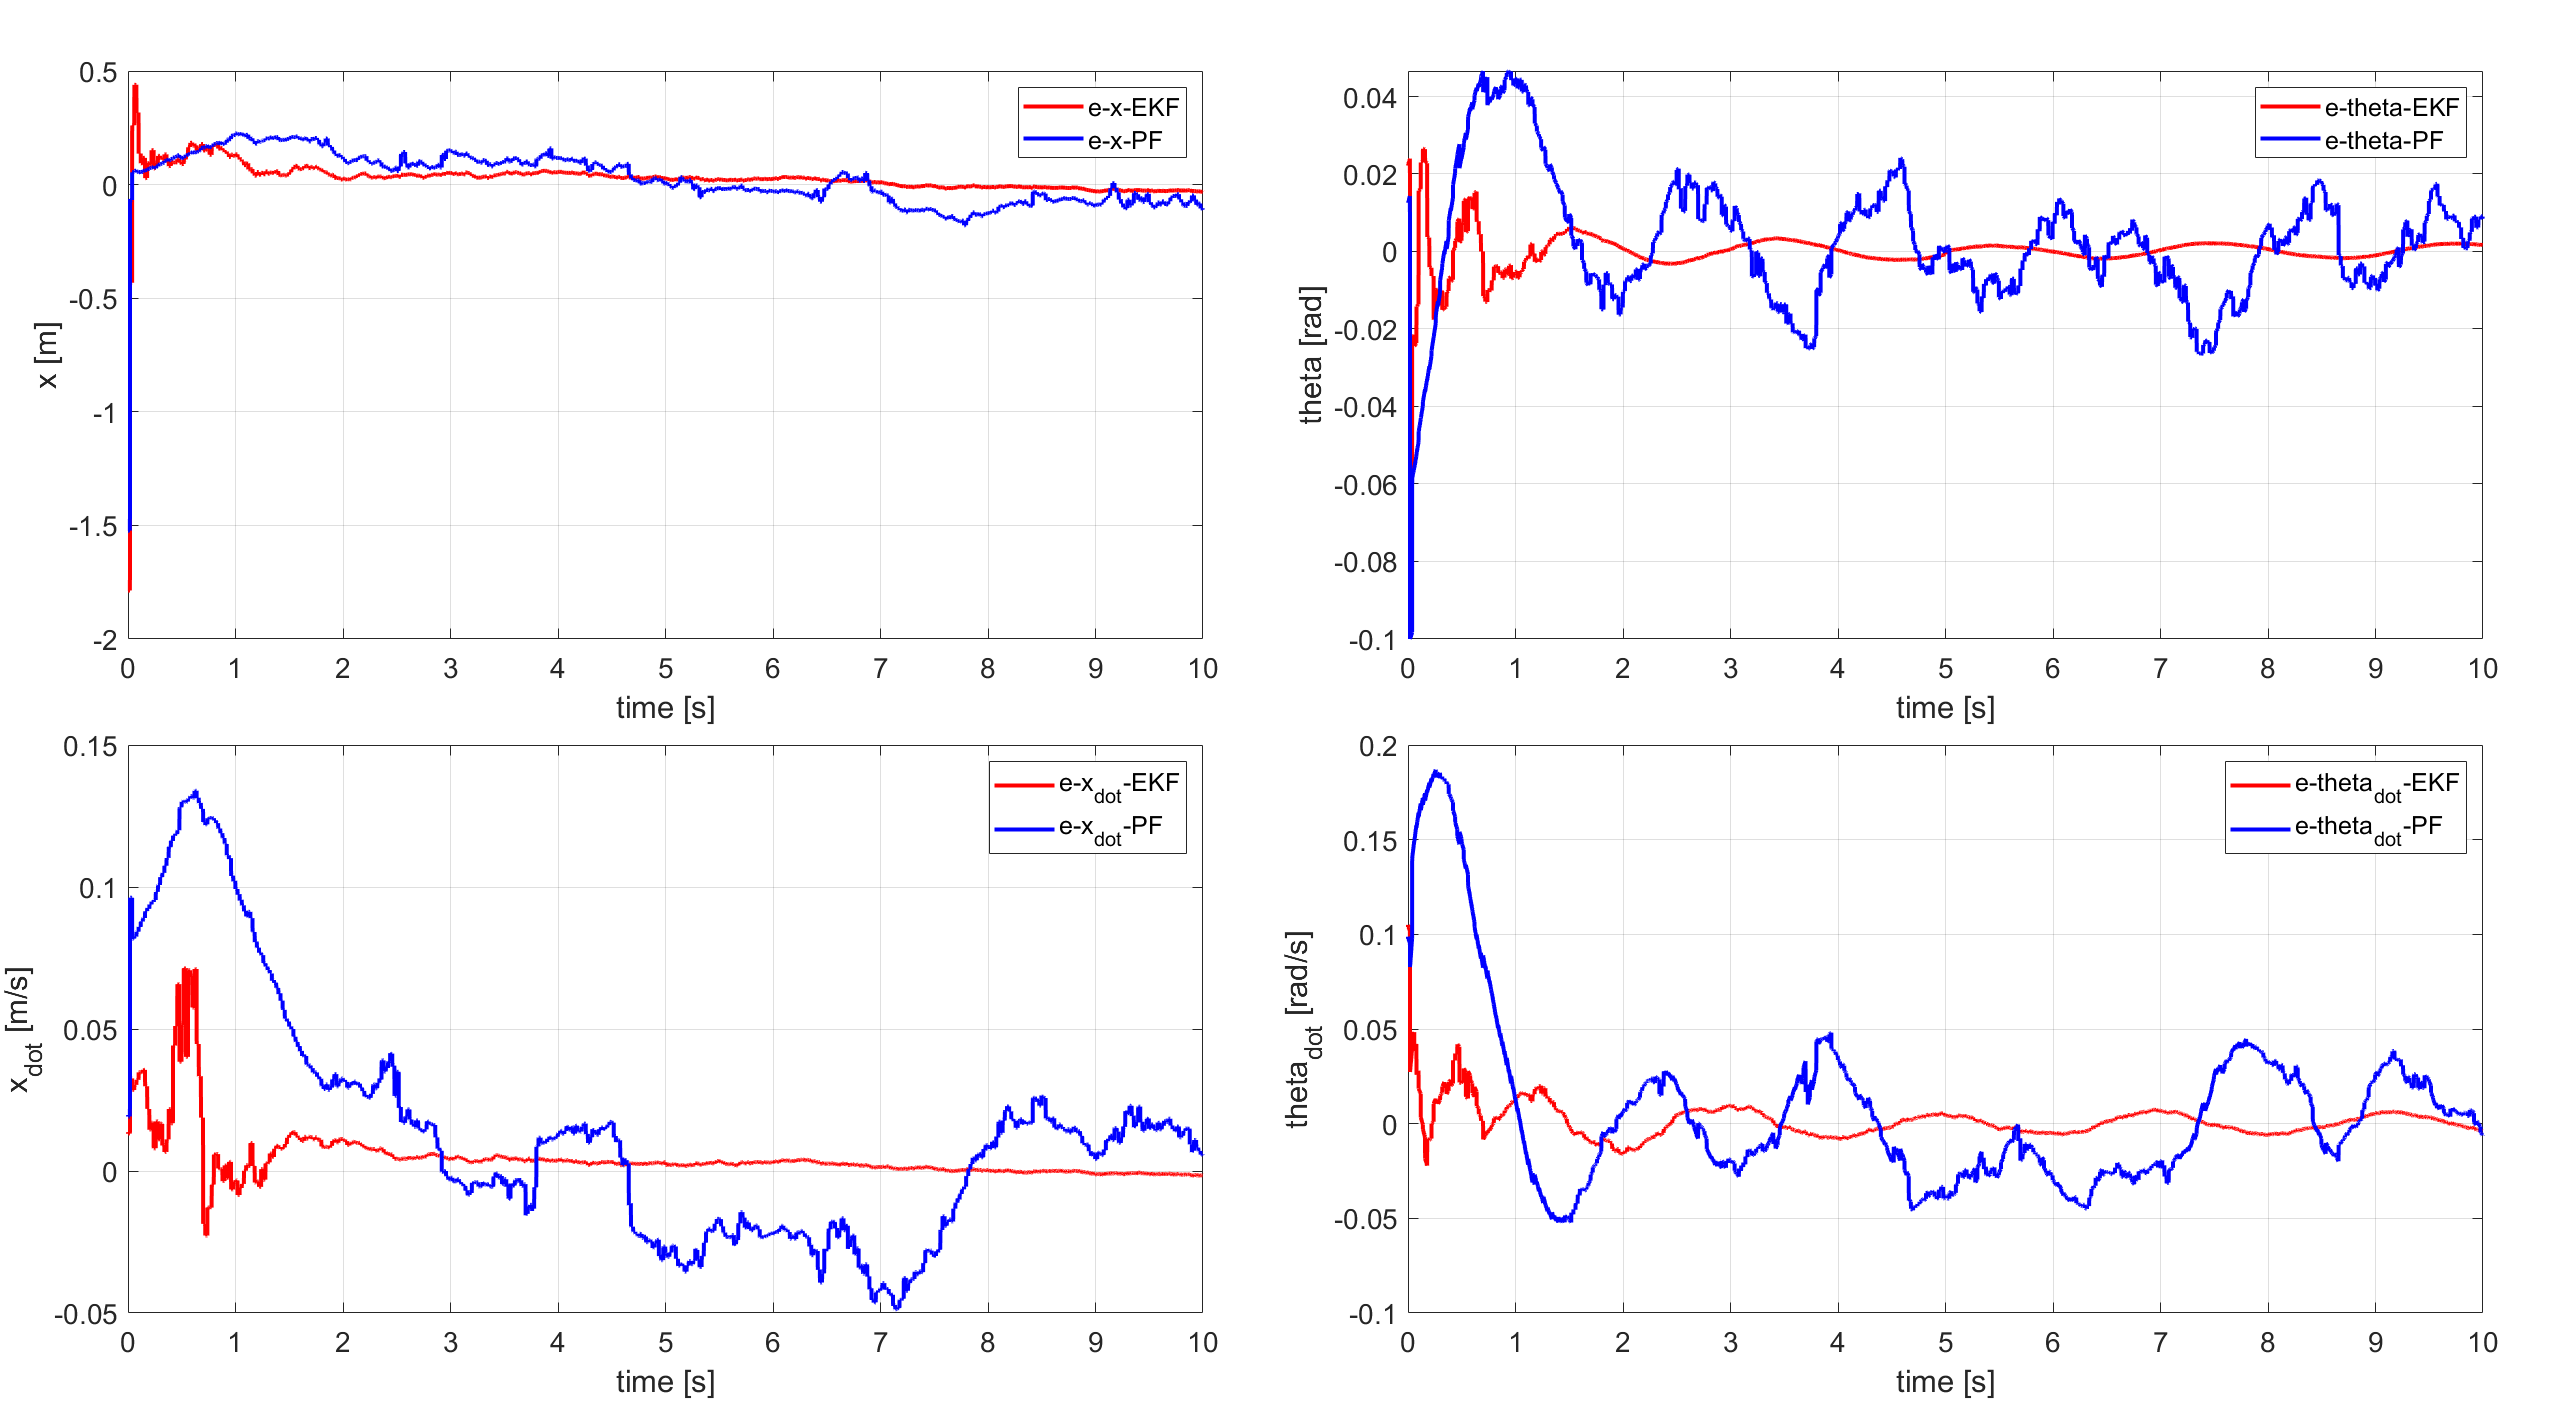 0.5
0
-0.5
-1
-1.5
-2
x [m]
0 1 2 3 4 5 6 7 8 9 10
time [s]
e-x-EKF
e-x-PF
0.04
0.02
0
-0.02
-0.04
-0.06
-0.08
-0.1
theta [rad]
0 1 2 3 4 5 6 7 8 9 10
time [s]
e-theta-EKF
e-theta-PF
0.15
0.1
0.05
0
-0.05
xdot [m/s]
0 1 2 3 4 5 6 7 8 9 10
time [s]
e-xdot-EKF
e-xdot-PF
0.2
0.15
0.1
0.05
0
-0.05
-0.1
thetadot [rad/s]
0 1 2 3 4 5 6 7 8 9 10
time [s]
e-thetadot-EKF
e-thetadot-PF